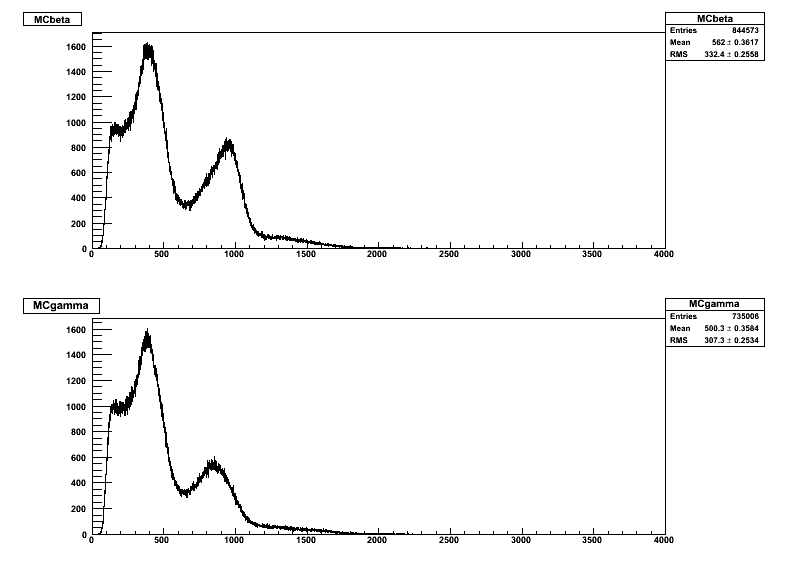 MCbeta
MCbeta
Entries 844573
Mean 562 ± 0.3617
RMS 332.4 ± 0.2558
1600
1400
1200
1000
800
600
400
200
0
0 500 1000 1500 2000 2500 3000 3500 4000
MCgamma
MCgamma
Entries 735006
Mean 500.3 ± 0.3584
RMS 307.3 ± 0.2534
1600
1400
1200
1000
800
600
400
200
0
0 500 1000 1500 2000 2500 3000 3500 4000